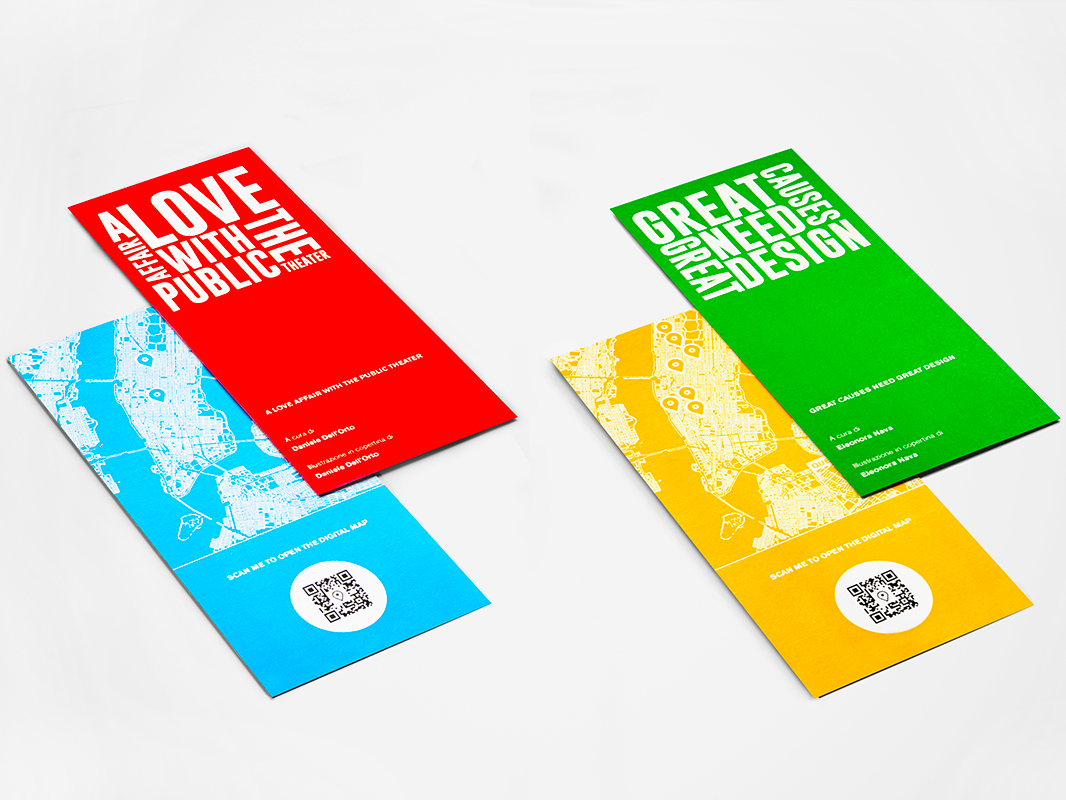 A LOVE
AFFAIR WITH THE
PUBLIC THEATER
A LOVE AFFAIR WITH THE PUBLIC THEATER
A cura di
Daniele Dell'Orto
Illustrazione in copertina di
Daniele Dell'Orto
SCAN ME TO OPEN THE DIGITAL MAP
GREAT CAUSES
NEED
GREAT DESIGN
GREAT CAUSES NEED GREAT DESIGN
A cura di
Eleonora Nava
Illustrazione in copertina di
Eleonora Nava
SCAN ME TO OPEN THE DIGITAL MAP